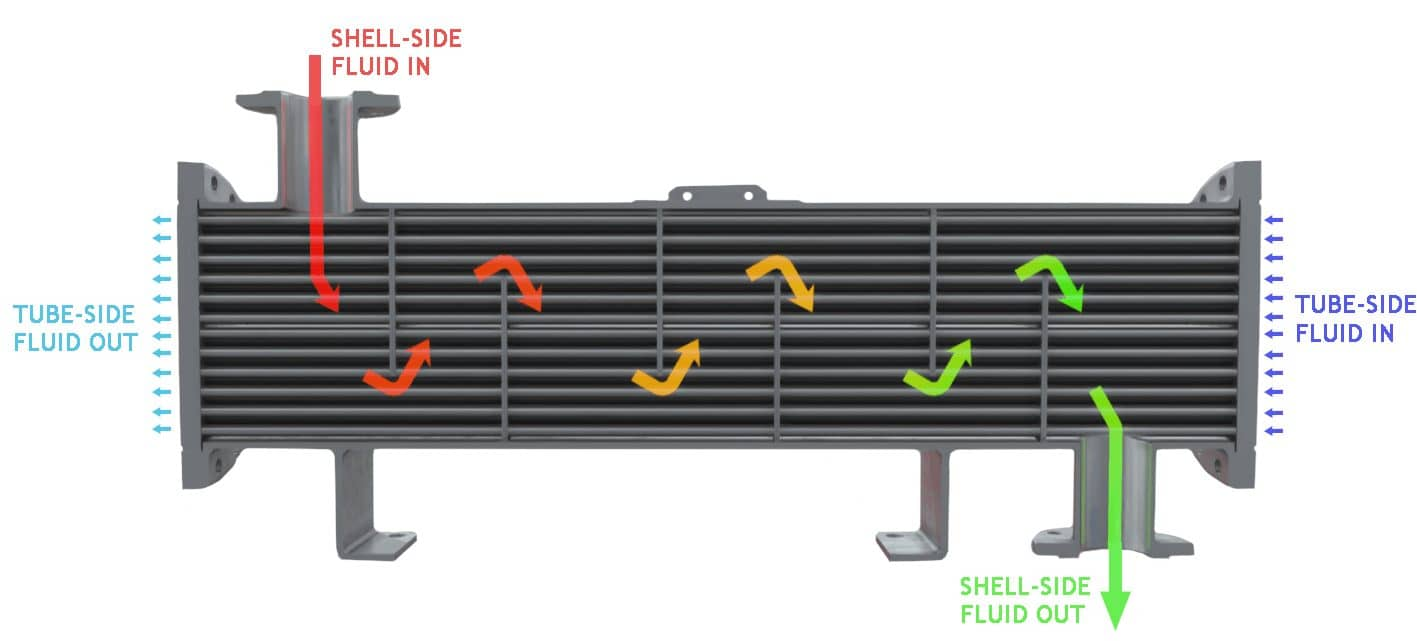 SHELL-SIDE
FLUID IN
TUBE-SIDE
FLUID OUT
TUBE-SIDE
FLUID IN
SHELL-SIDE
FLUID OUT